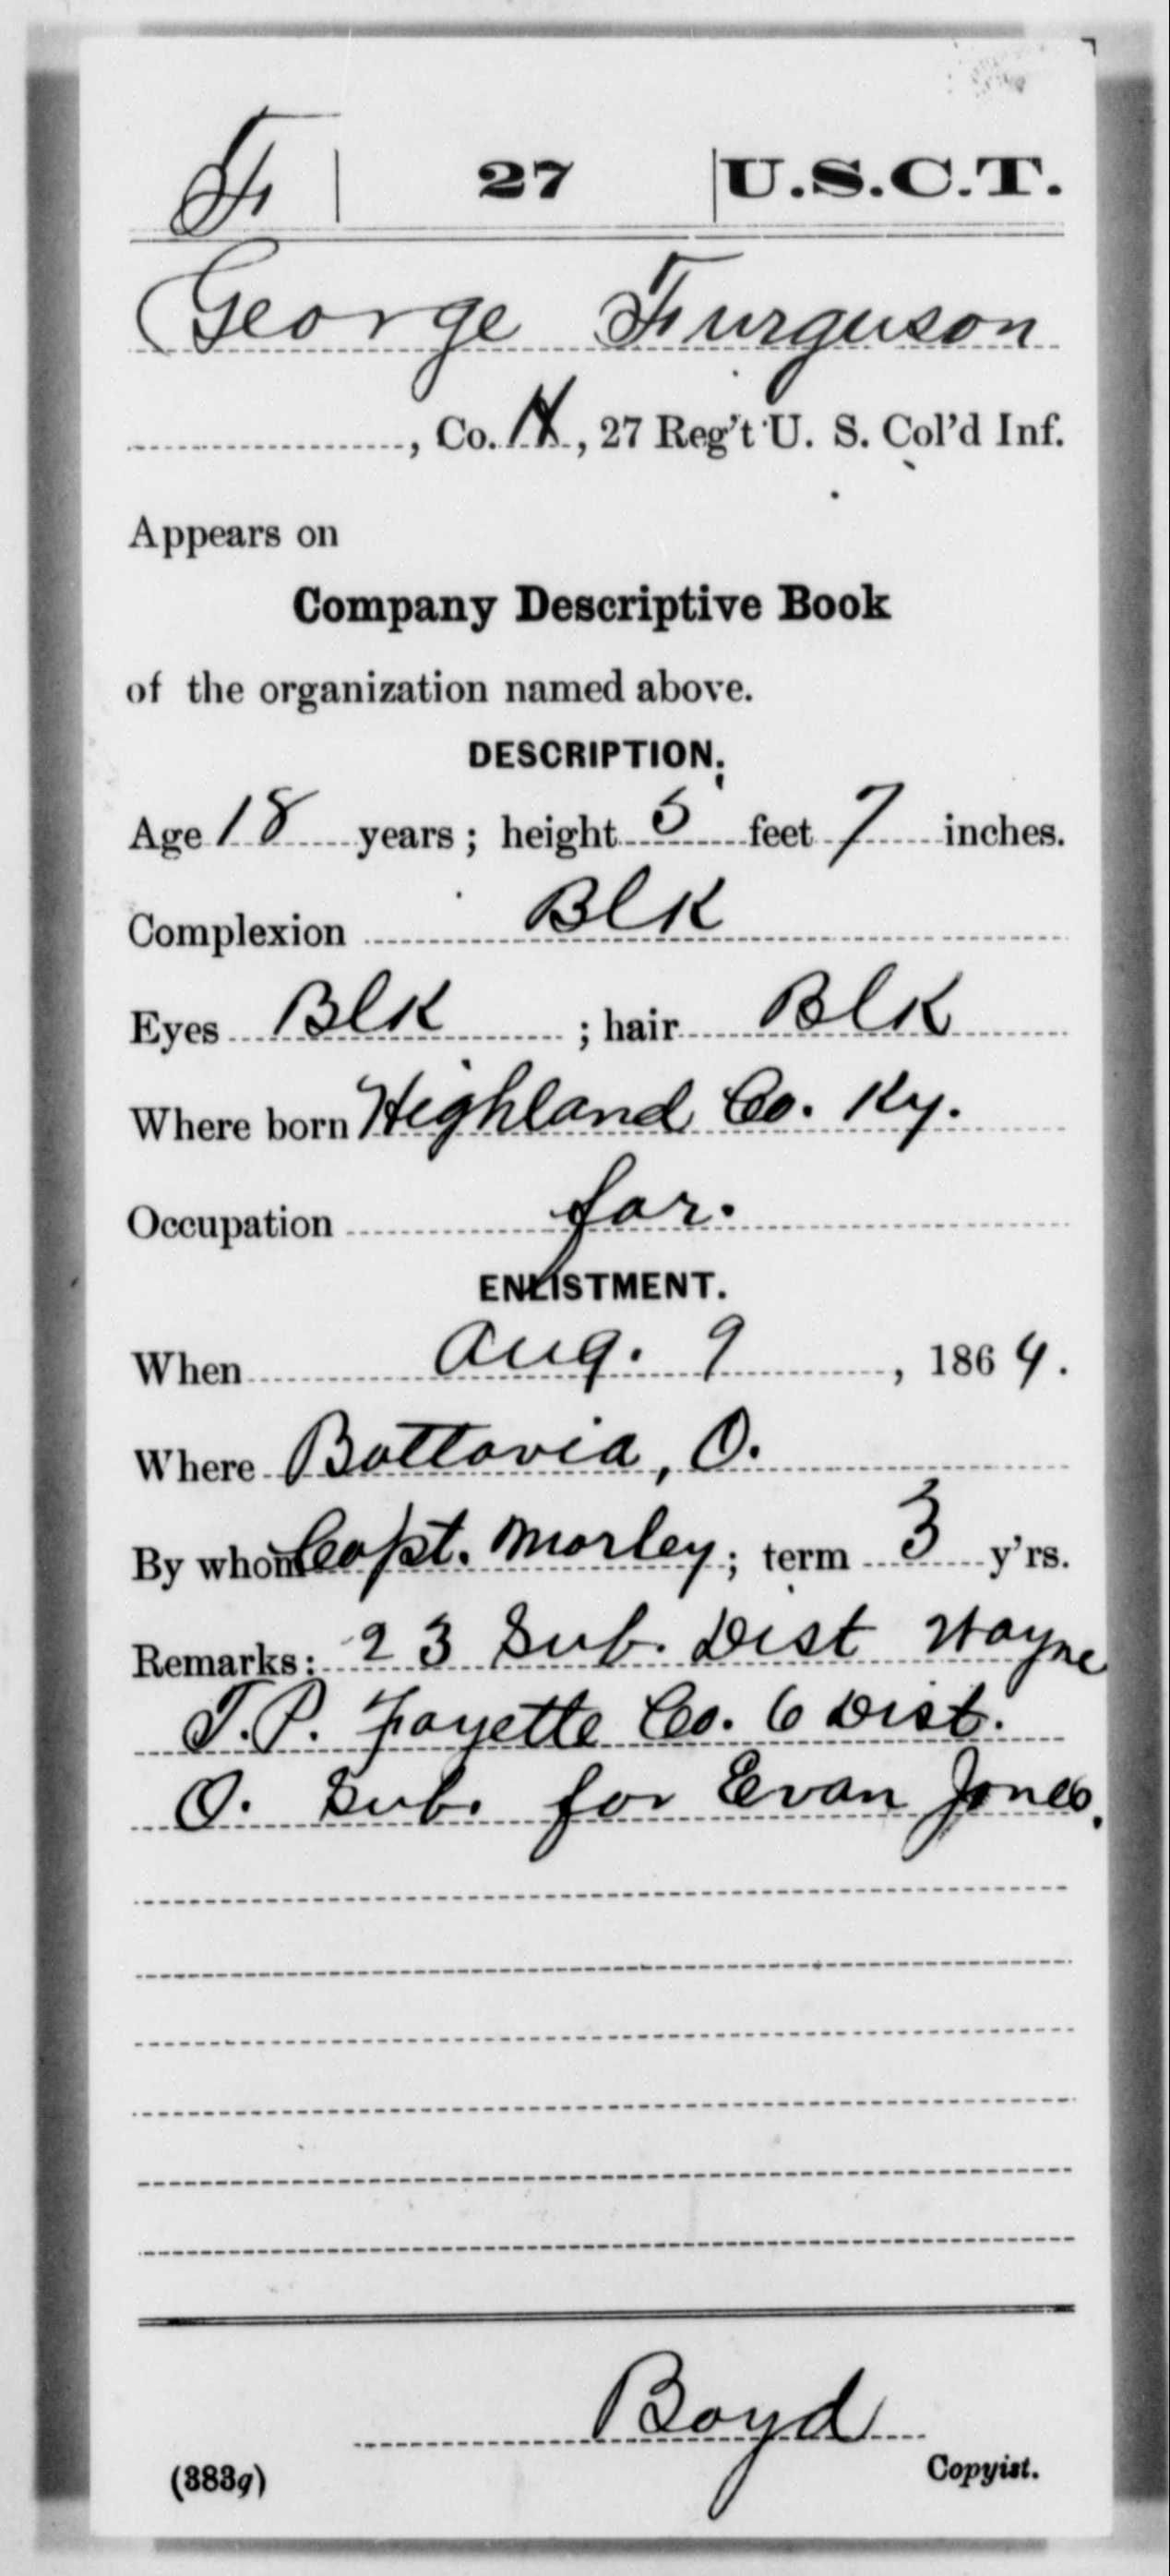 F | 27 | U.S.C.T.
George Furguson
, Co. H, 27 Reg't U. S. Col'd Inf.
Appears on
Company Descriptive Book
of the organization named above.
DESCRIPTION.
Age 18 years; height 5 feet 7 inches.
Complexion Blk
Eyes Blk ; hair Blk
Where born Highland Co. Ky.
Occupation far.
ENLISTMENT.
When Aug. 9, 1864.
Where Battavia, O.
By whom Capt. Morley; term 3 y'rs.
Remarks: 23 Sub. Dist Wayne
T.P. Fayette Co. 6 Dist.
O. Sub. for Evan Jones.
Boyd
(383g) Copyist.